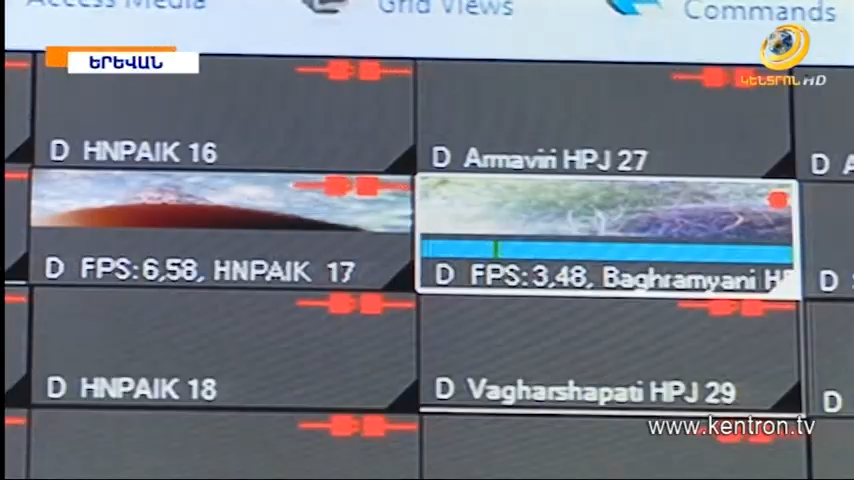 Access Media
Grid Views
Commands
ԵՐԵՎԱՆ
ԿԵՆՏՐՈՆ HD
D HNPAIK 16
D Armaviri HPJ 27
D
D FPS:6,58, HNPAIK 17
D FPS:3,48, Baghramyani
D
D HNPAIK 18
D Vagharshapati HPJ 29
D
www.kentron.tv